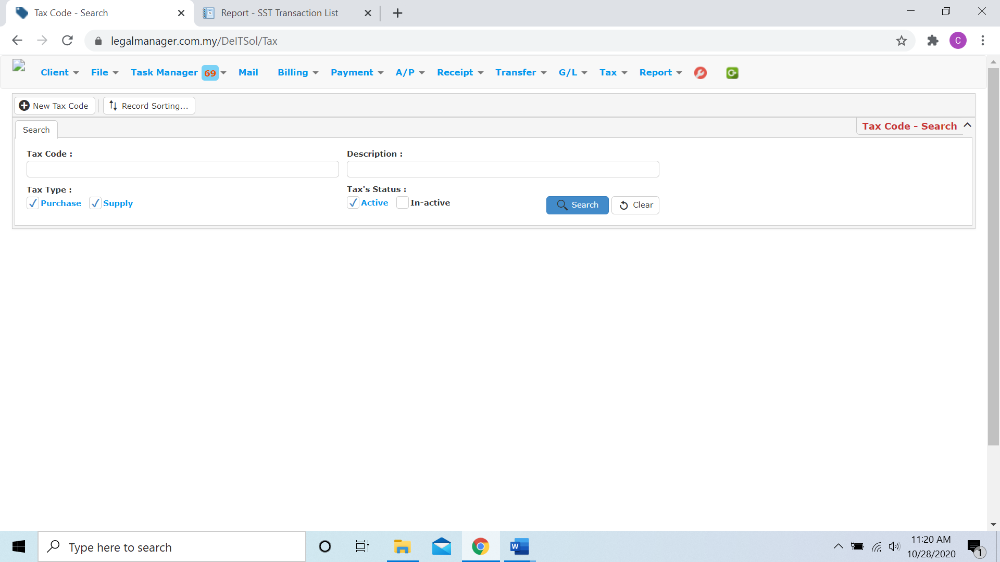 Tax Code - Search
Report - SST Transaction List
legalmanager.com.my/DeITSol/Tax
C
Client File Task Manager 69 Mail Billing Payment A/P Receipt Transfer G/L Tax Report
New Tax Code Record Sorting...
Search
Tax Code - Search
Tax Code : Description :
Tax Type : Tax's Status :
Purchase Supply Active In-active Search Clear
Type here to search
11:20 AM
10/28/2020
1